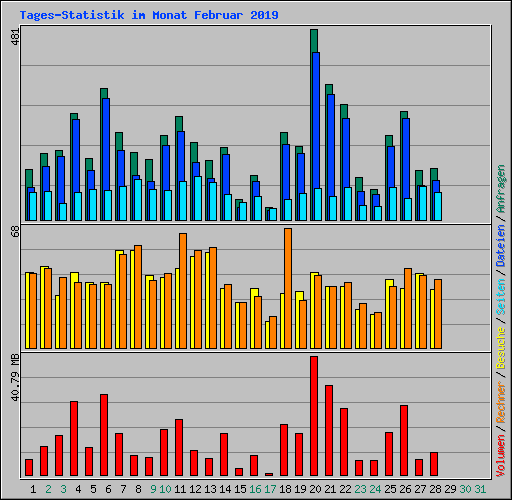 Tages-Statistik im Monat Februar 2019
481
68
40.79 MB
Volumen / Rechner / Besuche / Seiten / Dateien / Anfragen
1 2 3 4 5 6 7 8 9 10 11 12 13 14 15 16 17 18 19 20 21 22 23 24 25 26 27 28 29 30 31